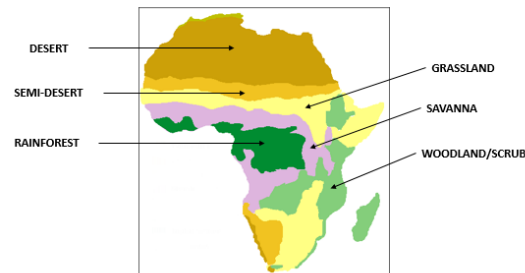 DESERT
GRASSLAND
SEMI-DESERT
SAVANNA
RAINFOREST
WOODLAND/SCRUB